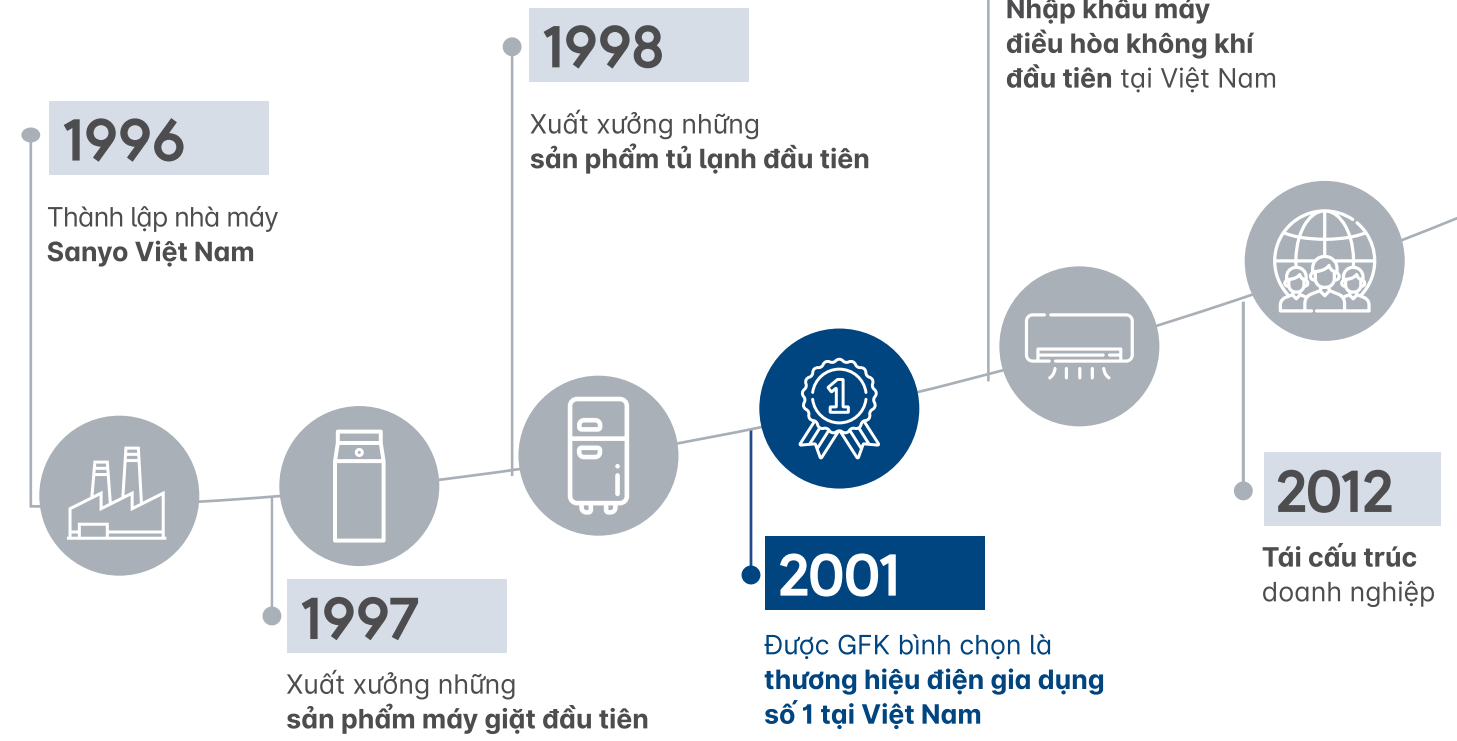 1996
Thành lập nhà máy
Sanyo Việt Nam
1997
Xuất xưởng những
sản phẩm máy giặt đầu tiên
1998
Xuất xưởng những
sản phẩm tủ lạnh đầu tiên
1
2001
Được GFK bình chọn là
thương hiệu điện gia dụng
số 1 tại Việt Nam
Nhập khẩu máy
điều hòa không khí
đầu tiên tại Việt Nam
2012
Tái cấu trúc
doanh nghiệp